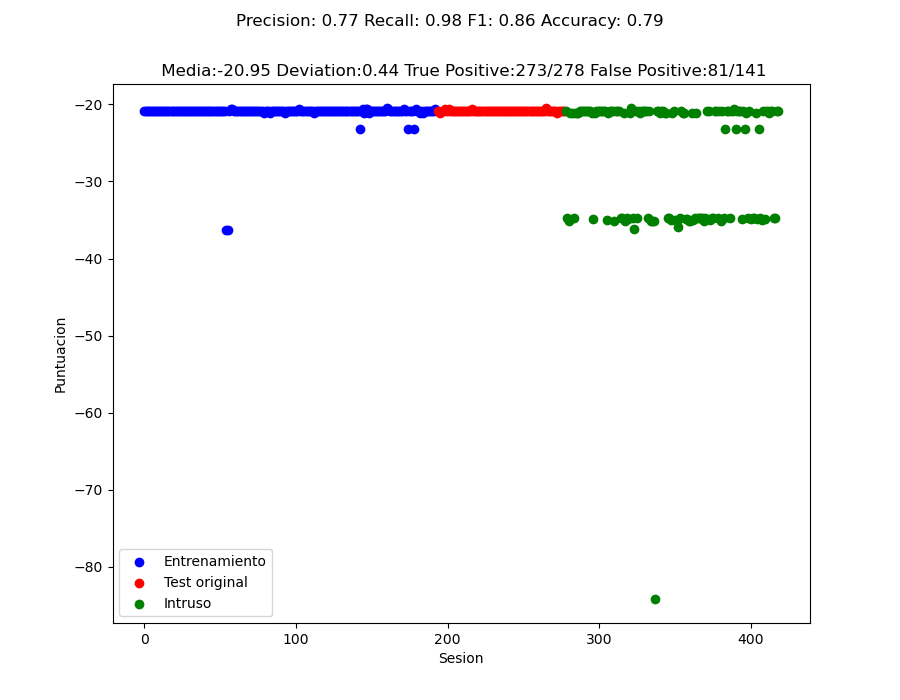 Precision: 0.77 Recall: 0.98 F1: 0.86 Accuracy: 0.79
Media:-20.95 Deviation:0.44 True Positive:273/278 False Positive:81/141
−20
−30
−40
−50
−60
−70
−80
Puntuacion
Entrenamiento
Test original
Intruso
0
100
200
300
400
Sesion